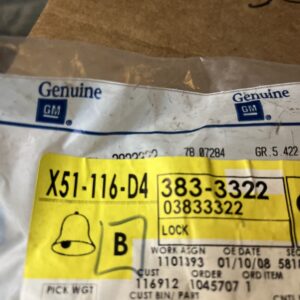 Genuine
GM
Genuine
GM
78.07284 GR.5.422
X51-116-D4 383-3322
03833322
LOCK
B
WORK ASGN OE DATE
1101393 01/10/08 5818
CUST ORDER ORD ITEM
116912 1045707 1
PICK WGT CUST BIN/ PART